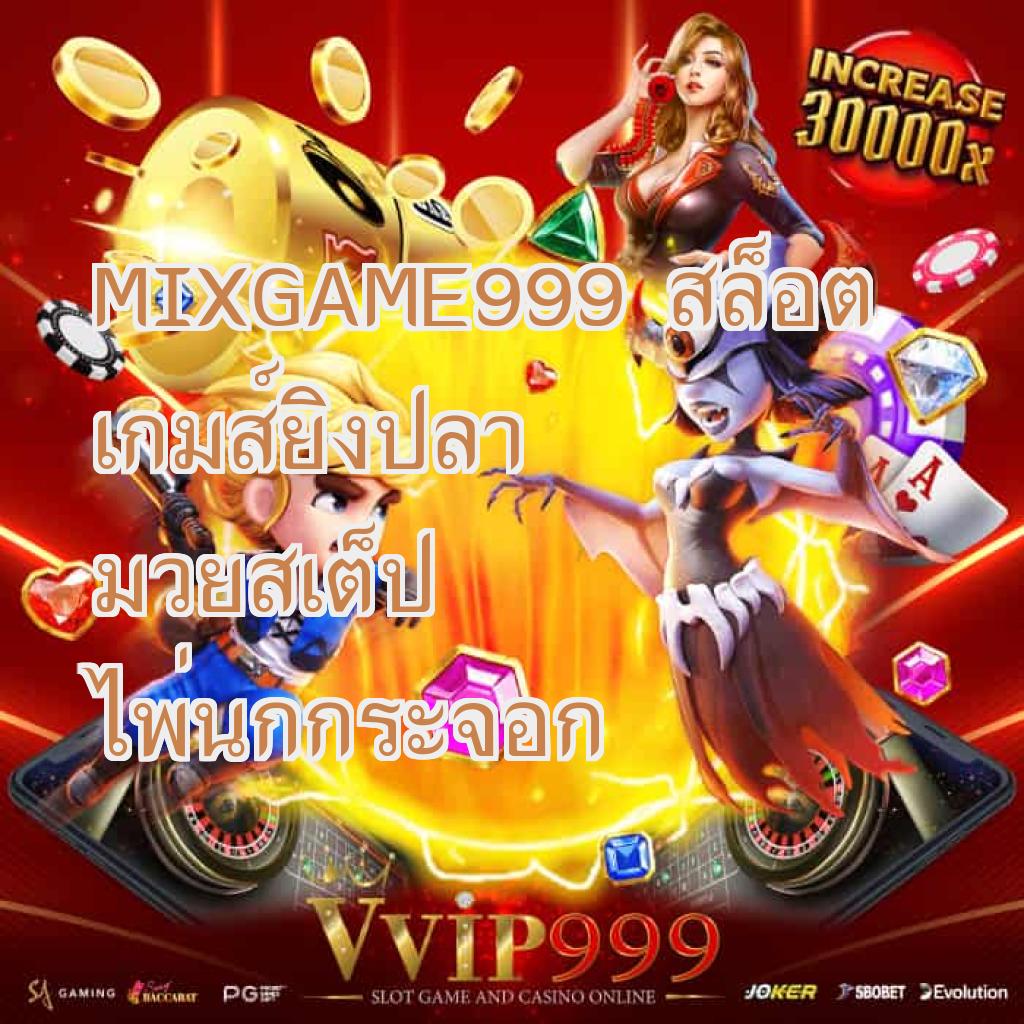 INCREASE
30000x
MIXGAME999 สล็อต
เกมส์ยิงปลา
มวยสเต็ป
ไพ่นกกระจอก
VVIP999
SLOT GAME AND CASINO ONLINE
SA GAMING
Sexy BACCARAT
PG
JOKER
SBOBET
Evolution